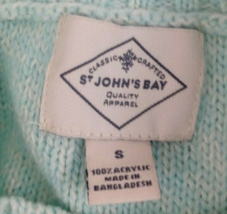 CLASSIC CRAFTED
ST JOHN'S BAY
QUALITY
APPAREL
S
100% ACRYLIC
MADE IN
BANGLADESH